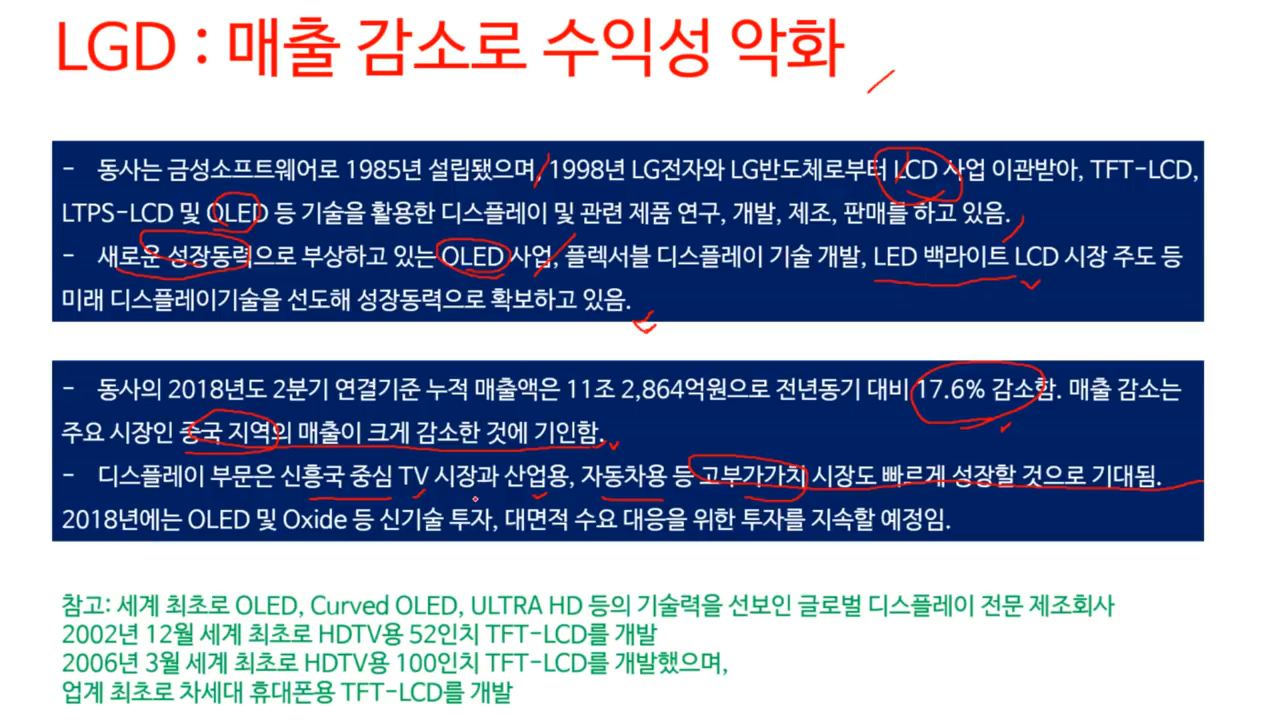 LGD : 매출 감소로 수익성 악화
- 동사는 금성소프트웨어로 1985년 설립됐으며, 1998년 LG전자와 LG반도체로부터 LCD 사업 이관받아, TFT-LCD,
LTPS-LCD 및 OLED 등 기술을 활용한 디스플레이 및 관련 제품 연구, 개발, 제조, 판매를 하고 있음.
- 새로운 성장동력으로 부상하고 있는 OLED 사업, 플렉서블 디스플레이 기술 개발, LED 백라이트 LCD 시장 주도 등
미래 디스플레이기술을 선도해 성장동력으로 확보하고 있음.
- 동사의 2018년도 2분기 연결기준 누적 매출액은 11조 2,864억원으로 전년동기 대비 17.6% 감소함. 매출 감소는
주요 시장인 중국 지역의 매출이 크게 감소한 것에 기인함.
- 디스플레이 부문은 신흥국 중심 TV 시장과 산업용, 자동차용 등 고부가가치 시장도 빠르게 성장할 것으로 기대됨.
2018년에는 OLED 및 Oxide 등 신기술 투자, 대면적 수요 대응을 위한 투자를 지속할 예정임.
참고: 세계 최초로 OLED, Curved OLED, ULTRA HD 등의 기술력을 선보인 글로벌 디스플레이 전문 제조회사
2002년 12월 세계 최초로 HDTV용 52인치 TFT-LCD를 개발
2006년 3월 세계 최초로 HDTV용 100인치 TFT-LCD를 개발했으며,
업계 최초로 차세대 휴대폰용 TFT-LCD를 개발